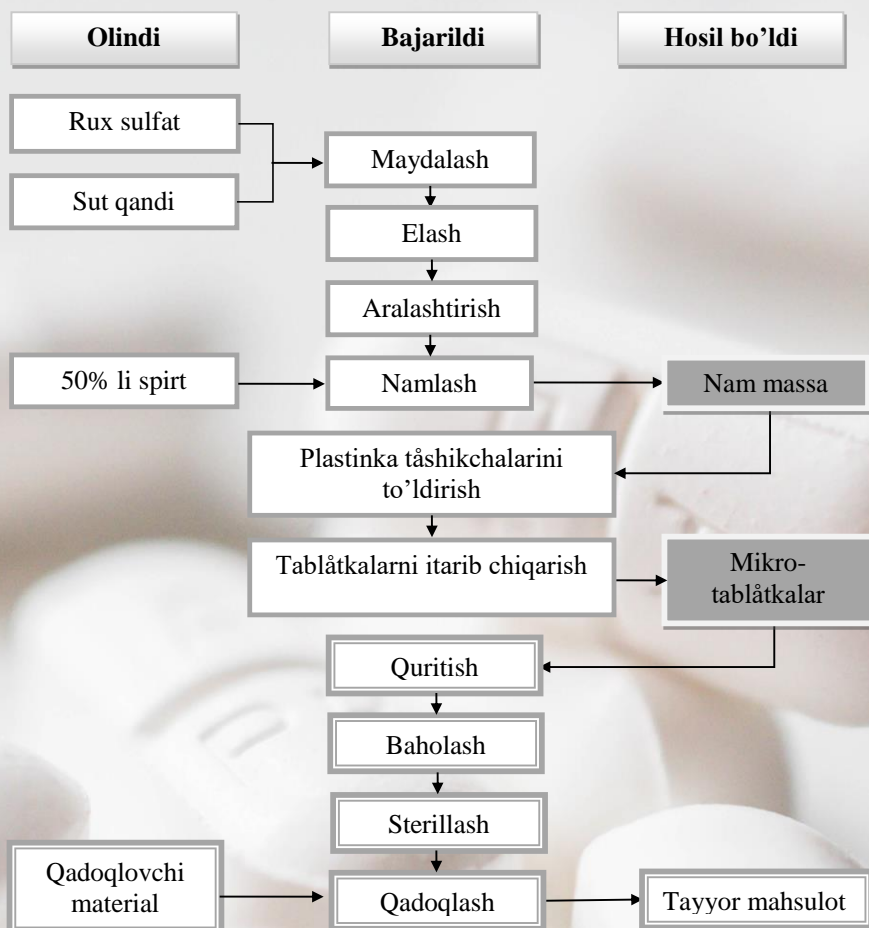 Olindi
Bajarildi
Hosil bo’ldi
Rux sulfat
Sut qandi
Maydalash
Elash
Aralashtirish
50% li spirt
Namlash
Nam massa
Plastinka tåshikchalarini
to’ldirish
Tablåtkalarni itarib chiqarish
Mikro-
tablåtkalar
Quritish
Baholash
Sterillash
Qadoqlovchi
material
Qadoqlash
Tayyor mahsulot